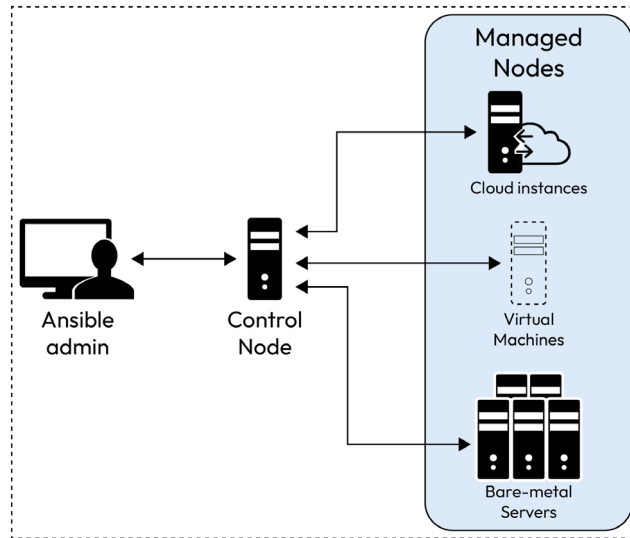 Managed
Nodes
Cloud instances
Ansible
admin
Control
Node
Virtual
Machines
Bare-metal
Servers